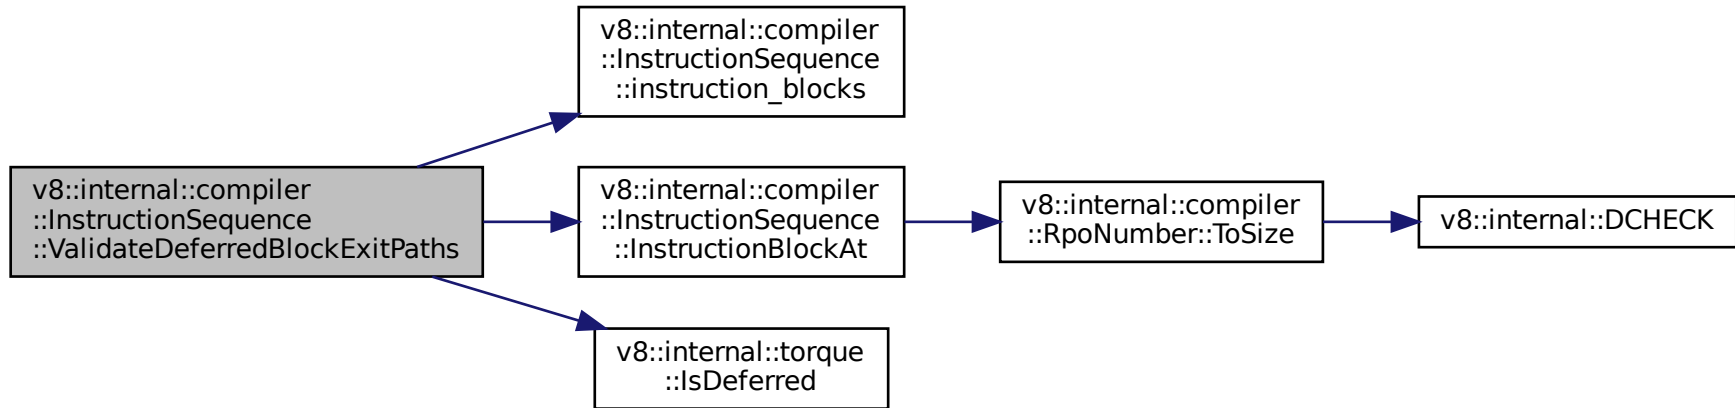 v8::internal::compiler
::InstructionSequence
::instruction_blocks
v8::internal::compiler
::InstructionSequence
::ValidateDeferredBlockExitPaths
v8::internal::compiler
::InstructionSequence
::InstructionBlockAt
v8::internal::compiler
::RpoNumber::ToSize
v8::internal::DCHECK
v8::internal::torque
::IsDeferred